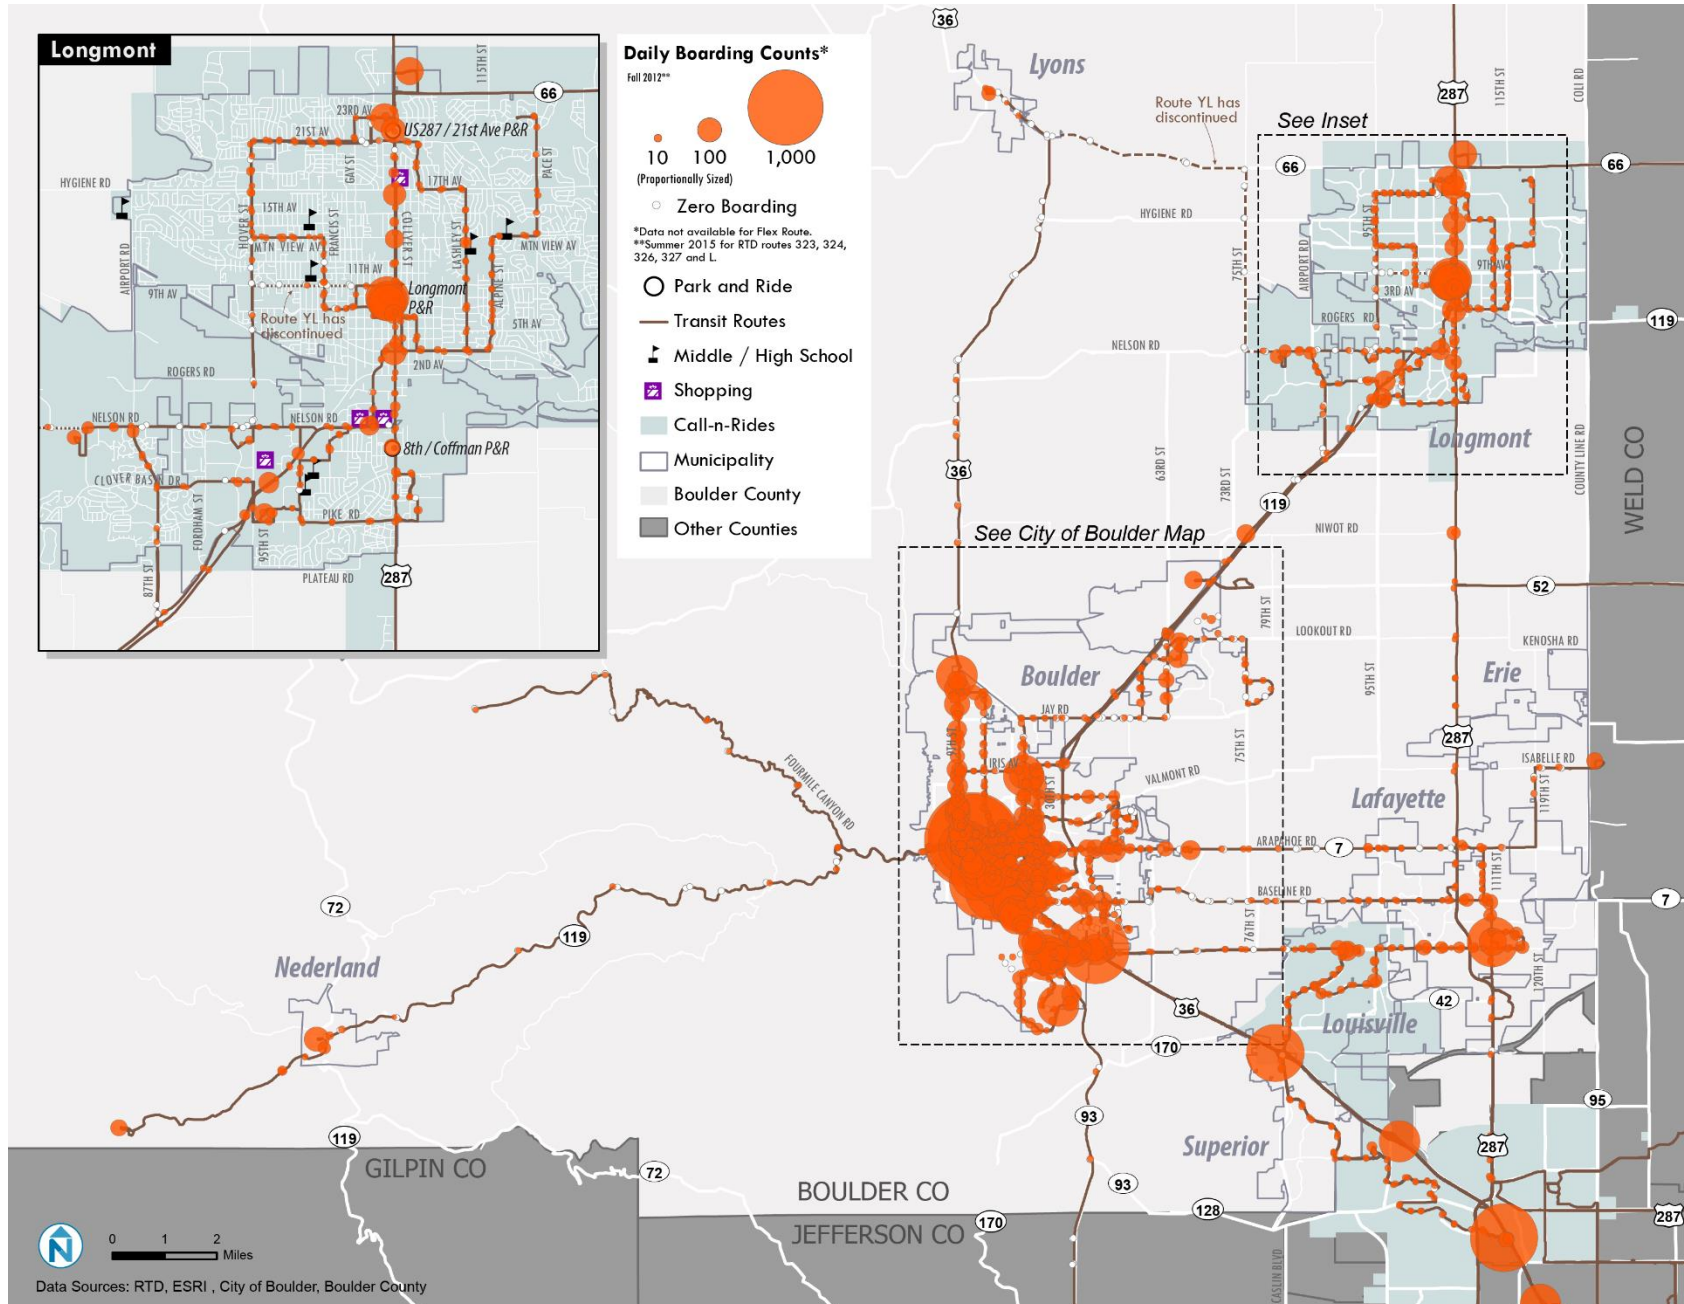 Longmont
115TH ST
66
23RD AV
21ST AV
US287 / 21st Ave P&R
GAY ST
PACE ST
HYGIENE RD
17TH AV
15TH AV
HOVER ST
FRANCIS ST
COLLYER ST
LASHLEY ST
MTN VIEW AV
MTN VIEW AV
AIRPORT RD
11TH AV
9TH AV
Longmont
P&R
ALPINE ST
Route YL has
discontinued
5TH AV
2ND AV
ROGERS RD
NELSON RD
NELSON RD
8th / Coffman P&R
CLOVER BASIN DR
FORDHAM ST
PIKE RD
95TH ST
87TH ST
PLATEAU RD
287
Daily Boarding Counts*
Fall 2012**
10
100
1,000
(Proportionally Sized)
Zero Boarding
*Data not available for Flex Route.
**Summer 2015 for RTD routes 323, 324,
326, 327 and L.
Park and Ride
Transit Routes
Middle / High School
Shopping
Call-n-Rides
Municipality
Boulder County
Other Counties
36
Lyons
Route YL has
discontinued
287
115TH ST
See Inset
66
66
HYGIENE RD
95TH ST
75TH ST
AIRPORT RD
9TH AV
3RD AV
ROGERS RD
119
NELSON RD
Longmont
COUNTY LINE RD
WELD CO
36
63RD ST
73RD ST
119
NIWOT RD
See City of Boulder Map
52
79TH ST
LOOKOUT RD
KENOSHA RD
Boulder
95TH ST
Erie
JAY RD
9TH ST
75TH ST
287
IRIS AV
30TH ST
VALMONT RD
ISABELLE RD
119TH ST
FOURMILE CANYON RD
Lafayette
ARAPAHOE RD
7
111TH ST
BASELINE RD
7
72
119
76TH ST
120TH ST
Nederland
36
42
Louisville
170
93
95
Superior
287
119
GILPIN CO
72
93
BOULDER CO
128
JEFFERSON CO
170
287
N
0 1 2
Miles
Data Sources: RTD, ESRI , City of Boulder, Boulder County